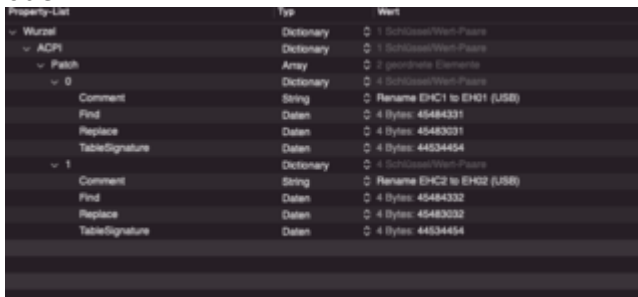 Property-List Typ Wert
Wurzel Dictionary 1 Schlüssel/Wert-Paare
ACPI Dictionary 1 Schlüssel/Wert-Paare
Patch Array 2 geordnete Elemente
0 Dictionary 4 Schlüssel/Wert-Paare
Comment String Rename EHC1 to EH01 (USB)
Find Daten 4 Bytes: 45484331
Replace Daten 4 Bytes: 45483031
TableSignature Daten 4 Bytes: 44534454
1 Dictionary 4 Schlüssel/Wert-Paare
Comment String Rename EHC2 to EH02 (USB)
Find Daten 4 Bytes: 45484332
Replace Daten 4 Bytes: 45483032
TableSignature Daten 4 Bytes: 44534454